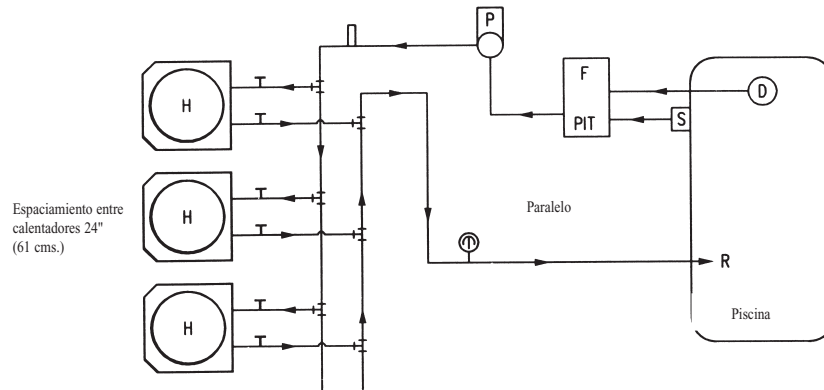 P
F
PIT
D
S
H
H
H
Espaciamiento entre
calentadores 24"
(61 cms.)
Paralelo
T
R
Piscina